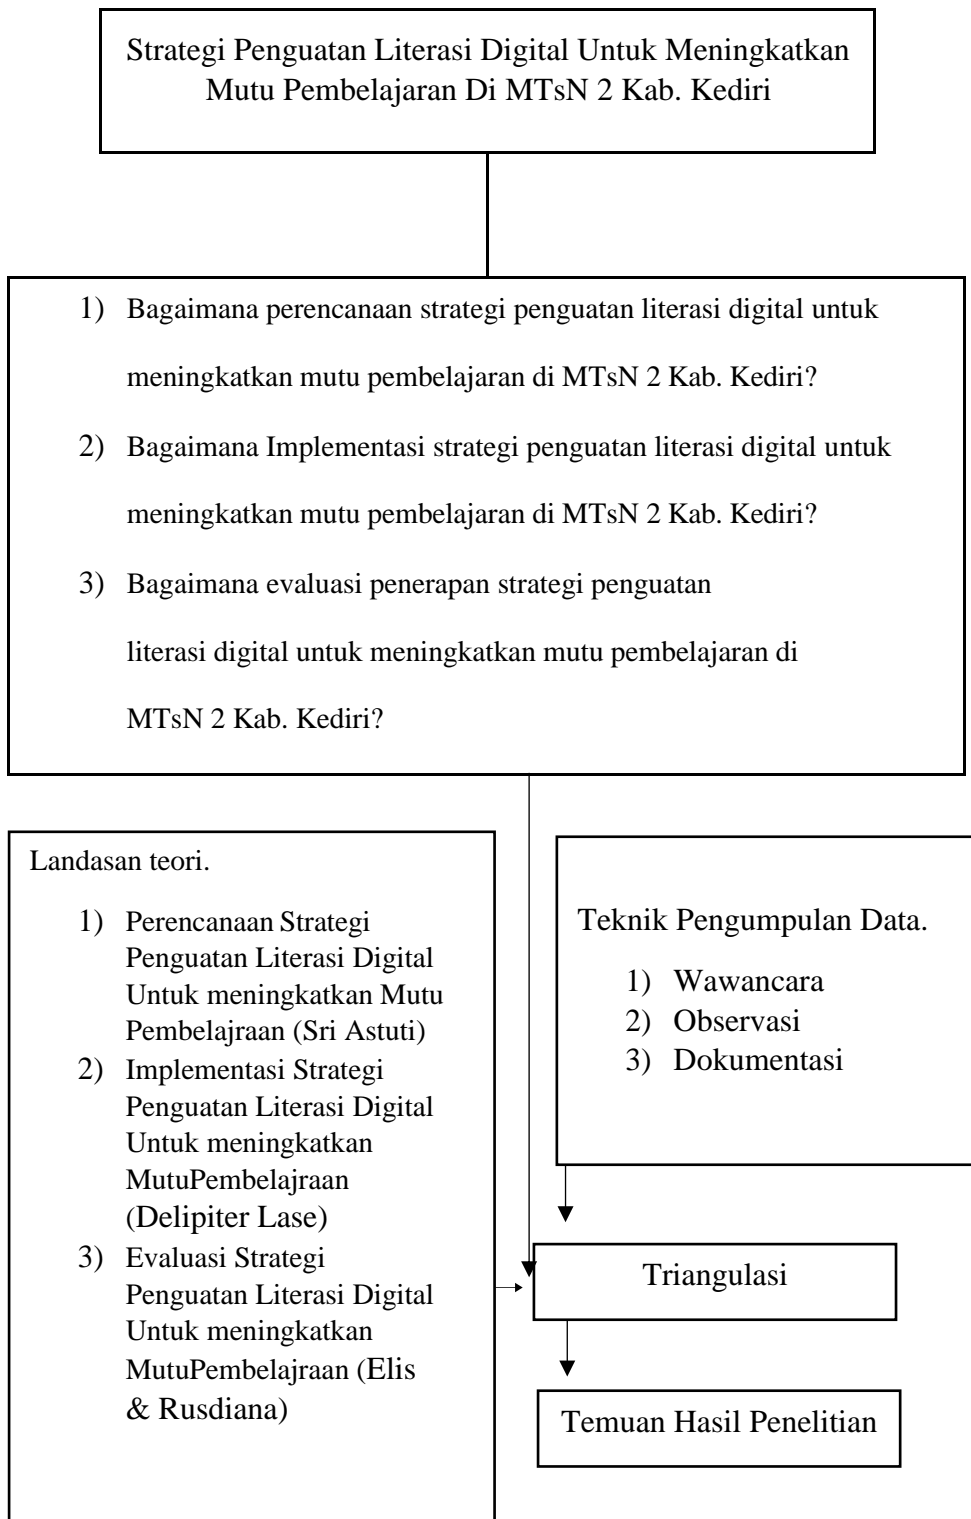 Strategi Penguatan Literasi Digital Untuk Meningkatkan
Mutu Pembelajaran Di MTsN 2 Kab. Kediri
1) Bagaimana perencanaan strategi penguatan literasi digital untuk
meningkatkan mutu pembelajaran di MTsN 2 Kab. Kediri?
2) Bagaimana Implementasi strategi penguatan literasi digital untuk
meningkatkan mutu pembelajaran di MTsN 2 Kab. Kediri?
3) Bagaimana evaluasi penerapan strategi penguatan
literasi digital untuk meningkatkan mutu pembelajaran di
MTsN 2 Kab. Kediri?
Landasan teori.
1) Perencanaan Strategi
Penguatan Literasi Digital
Untuk meningkatkan Mutu
Pembelajraan (Sri Astuti)
2) Implementasi Strategi
Penguatan Literasi Digital
Untuk meningkatkan
MutuPembelajraan
(Delipiter Lase)
3) Evaluasi Strategi
Penguatan Literasi Digital
Untuk meningkatkan
MutuPembelajraan (Elis
& Rusdiana)
Teknik Pengumpulan Data.
1) Wawancara
2) Observasi
3) Dokumentasi
Triangulasi
Temuan Hasil Penelitian